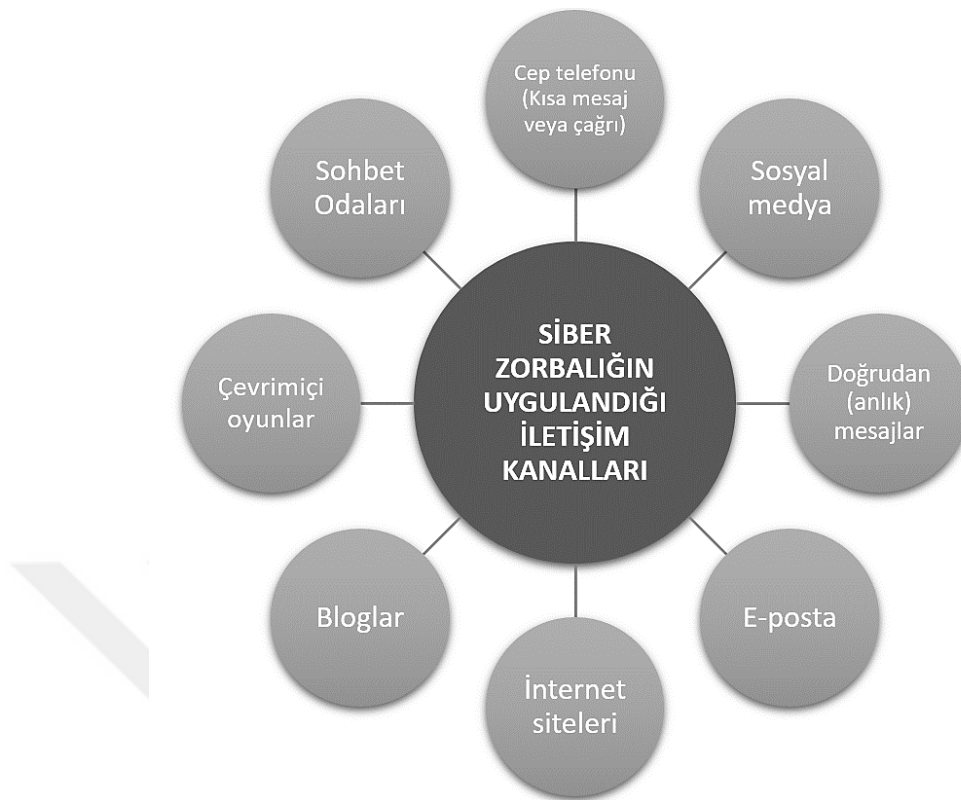 Cep telefonu
(Kısa mesaj
veya çağrı)
Sosyal
medya
Doğrudan
(anlık)
mesajlar
E-posta
İnternet
siteleri
Bloglar
Çevrimiçi
oyunlar
Sohbet
Odaları
SİBER
ZORBALIĞIN
UYGULANDIĞI
İLETİŞİM
KANALLARI